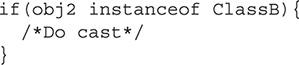 if(obj2 instanceof ClassB){
  /*Do cast*/
}